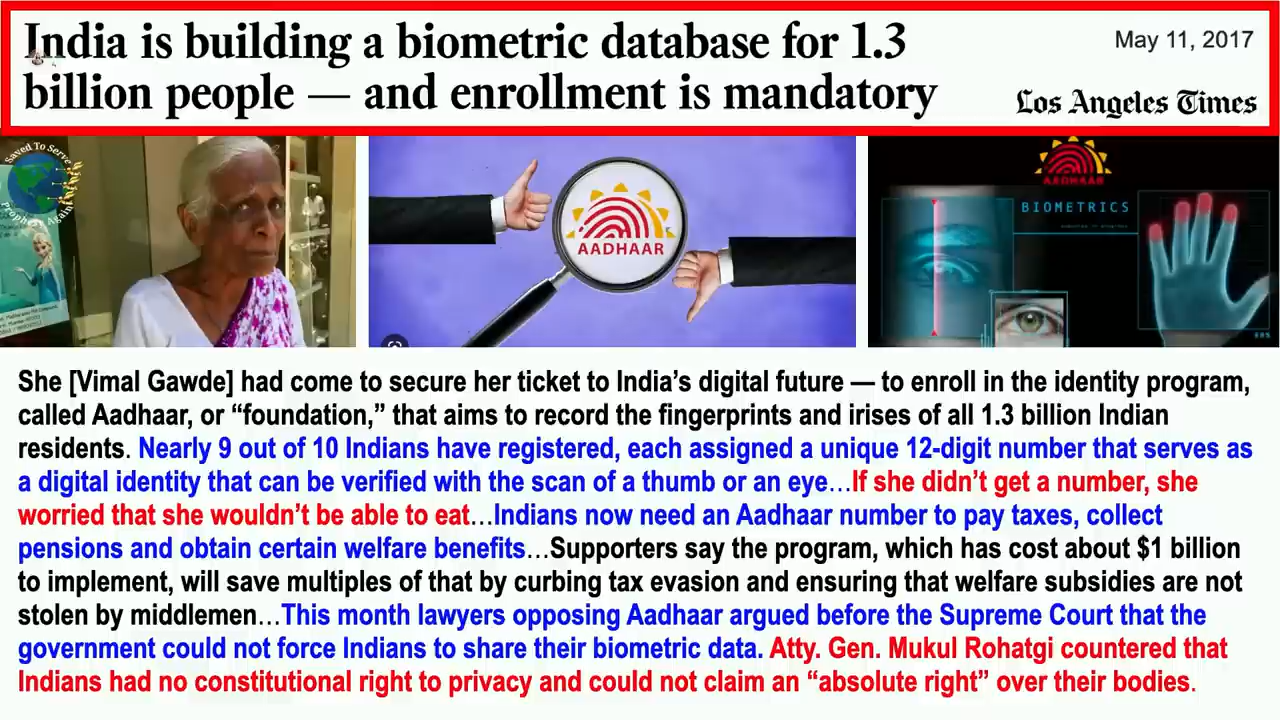 India is building a biometric database for 1.3
billion people — and enrollment is mandatory
May 11, 2017
Los Angeles Times
Saved To Serve
Prophesy Again
AADHAAR
AADHAAR
BIOMETRICS
She [Vimal Gawde] had come to secure her ticket to India’s digital future — to enroll in the identity program,
called Aadhaar, or “foundation,” that aims to record the fingerprints and irises of all 1.3 billion Indian
residents. Nearly 9 out of 10 Indians have registered, each assigned a unique 12-digit number that serves as
a digital identity that can be verified with the scan of a thumb or an eye…If she didn’t get a number, she
worried that she wouldn’t be able to eat…Indians now need an Aadhaar number to pay taxes, collect
pensions and obtain certain welfare benefits…Supporters say the program, which has cost about $1 billion
to implement, will save multiples of that by curbing tax evasion and ensuring that welfare subsidies are not
stolen by middlemen…This month lawyers opposing Aadhaar argued before the Supreme Court that the
government could not force Indians to share their biometric data. Atty. Gen. Mukul Rohatgi countered that
Indians had no constitutional right to privacy and could not claim an “absolute right” over their bodies.